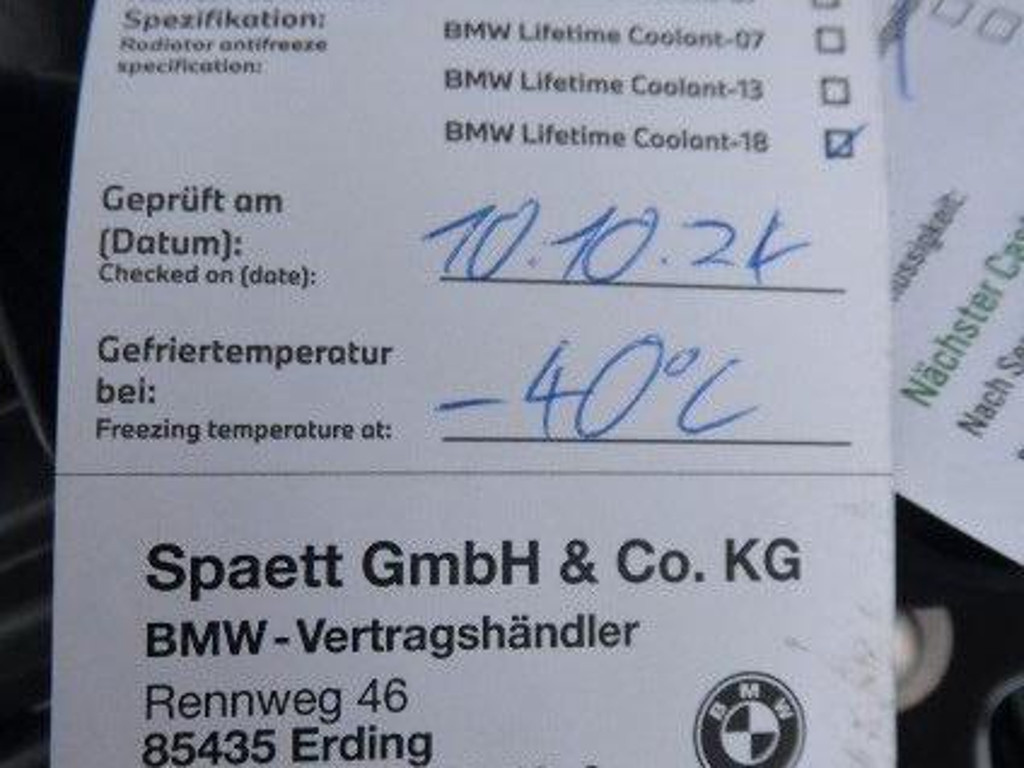 Spezifikation:
Radiator antifreeze
specification:
BMW Lifetime Coolant-07
BMW Lifetime Coolant-13
BMW Lifetime Coolant-18
Geprüft am
(Datum):
Checked on (date):
10.10.24
Gefriertemperatur
bei:
Freezing temperature at:
-40°C
Spaett GmbH & Co. KG
BMW-Vertragshändler
Rennweg 46
85435 Erding
BMW
Nächster
Nach